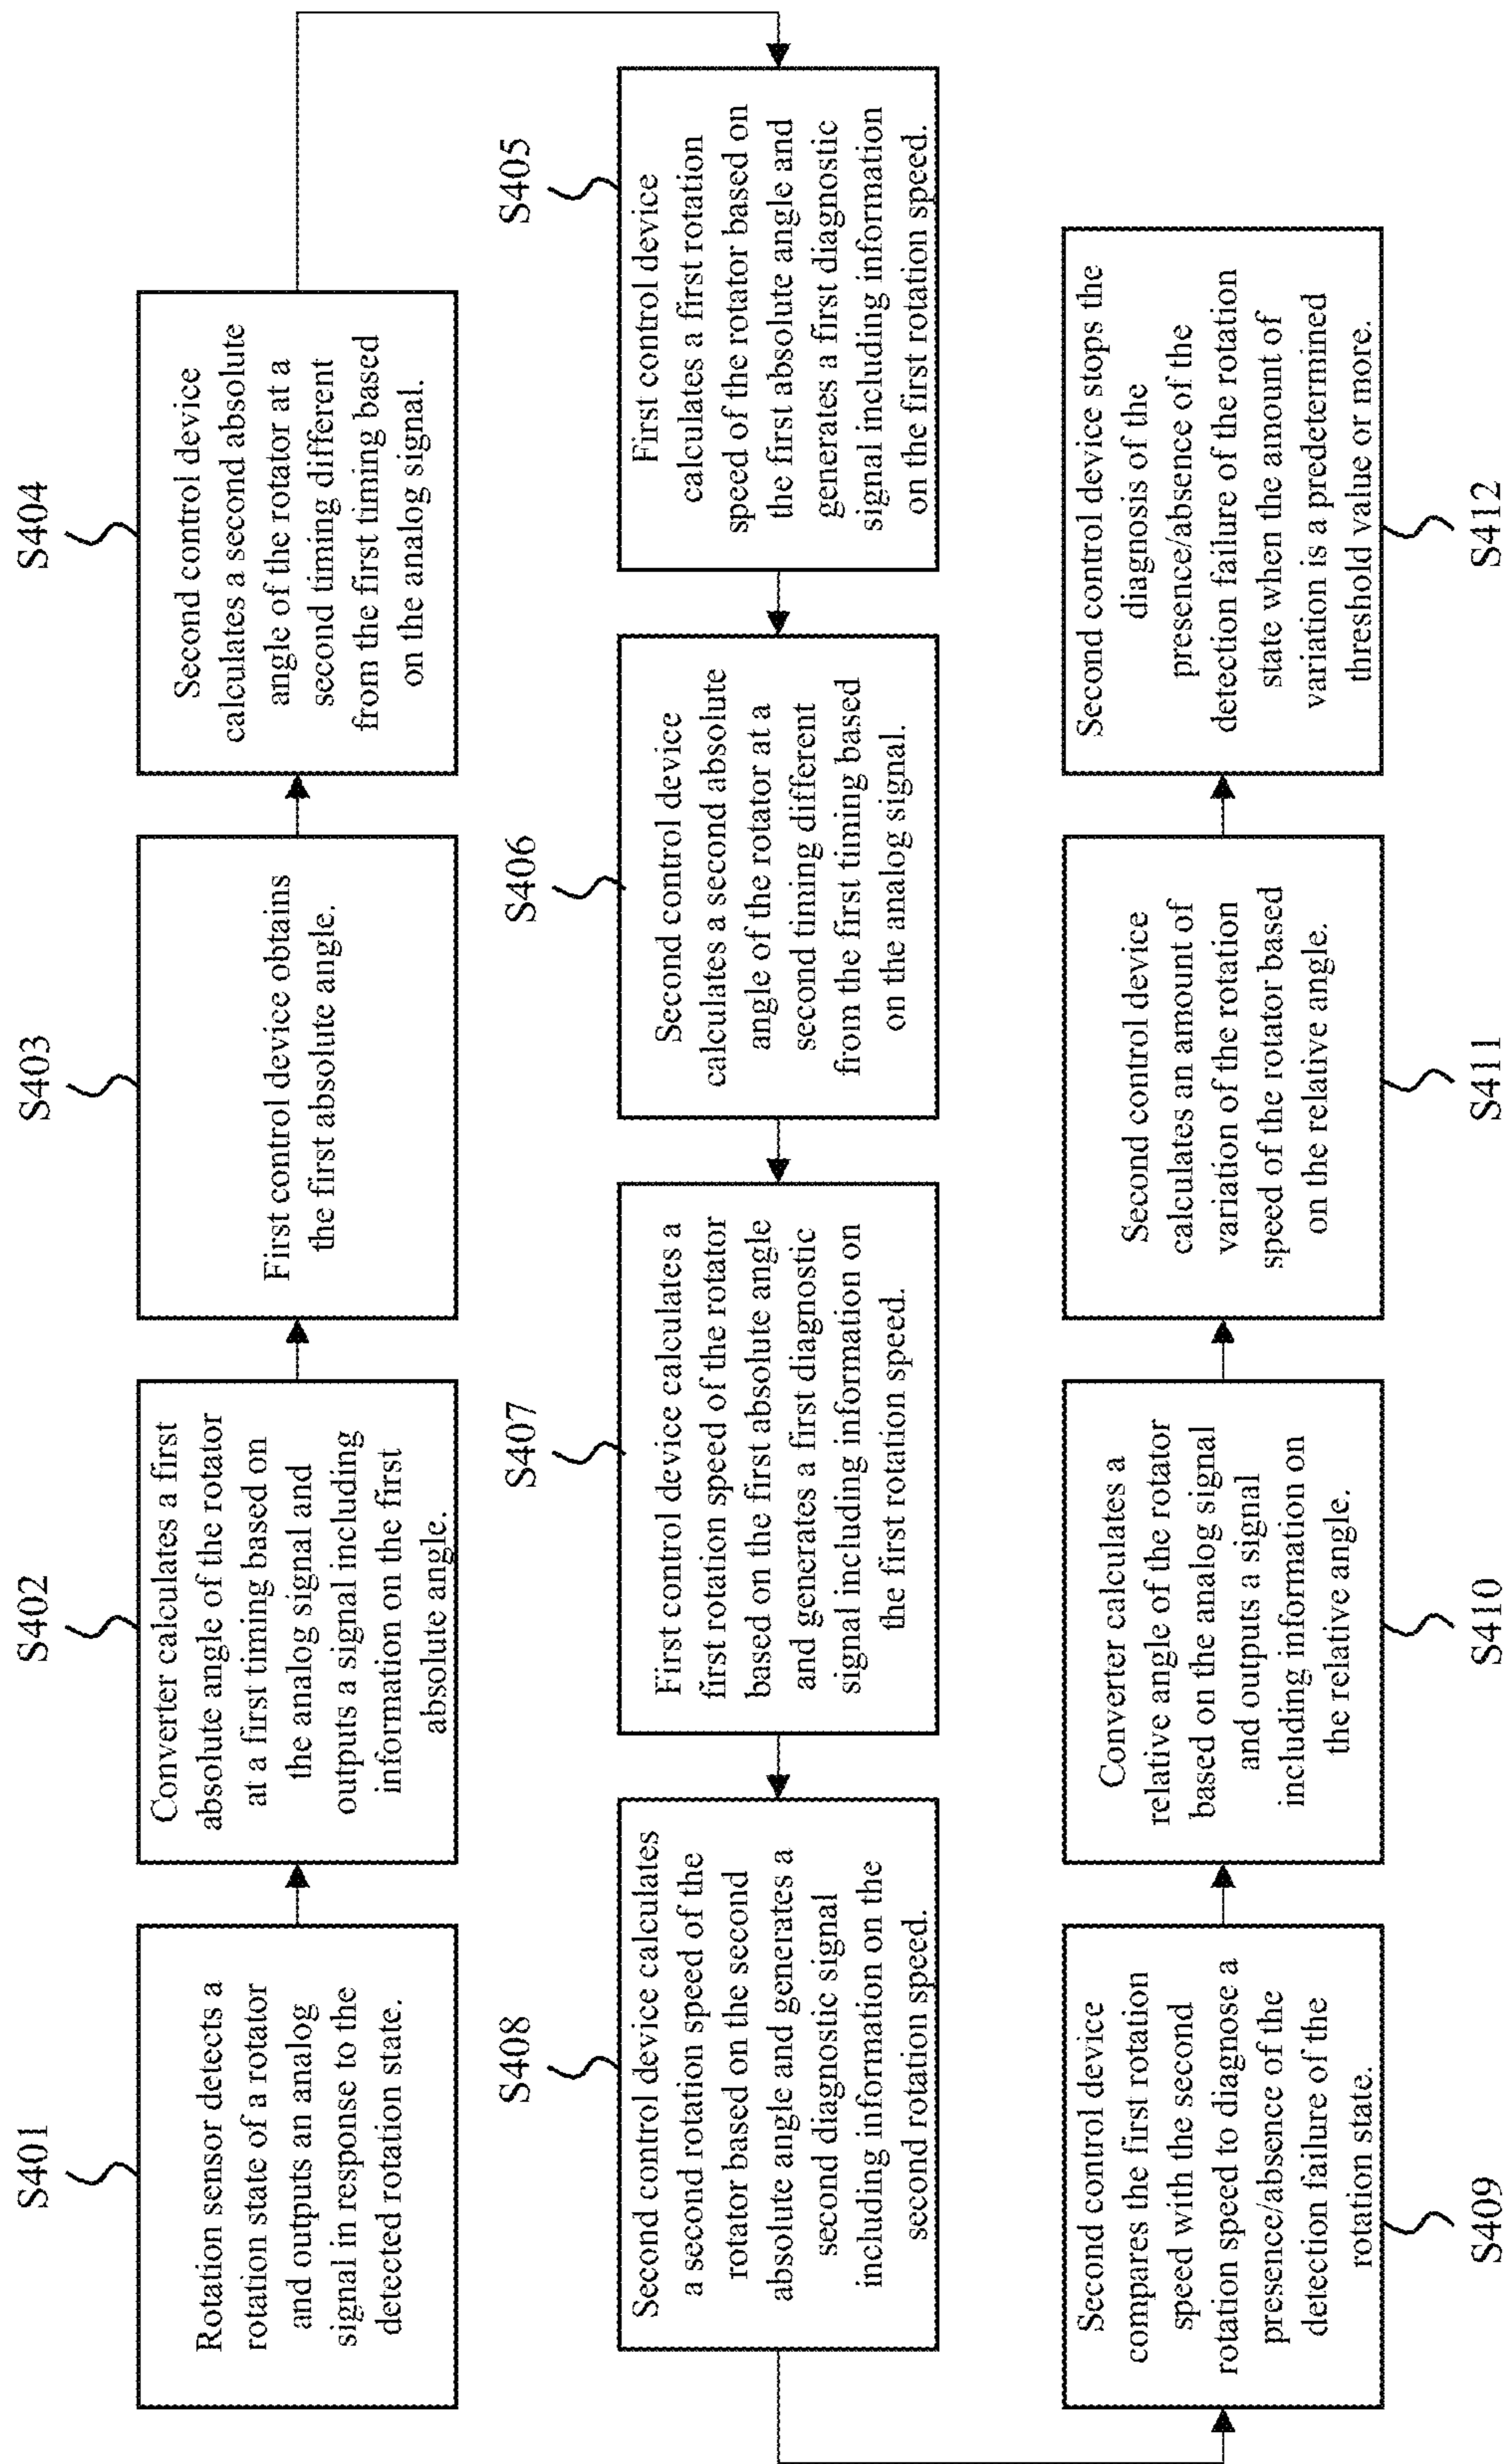 S401
Rotation sensor detects a
rotation state of a rotator
and outputs an analog
signal in response to the
detected rotation state.
S402
Converter calculates a first
absolute angle of the rotator
at a first timing based on
the analog signal and
outputs a signal including
information on the first
absolute angle.
S403
First control device obtains
the first absolute angle.
S404
Second control device
calculates a second absolute
angle of the rotator at a
second timing different
from the first timing based
on the analog signal.
S405
First control device
calculates a first rotation
speed of the rotator based on
the first absolute angle and
generates a first diagnostic
signal including information
on the first rotation speed.
S406
Second control device
calculates a second absolute
angle of the rotator at a
second timing different
from the first timing based
on the analog signal.
S407
First control device calculates a
first rotation speed of the rotator
based on the first absolute angle
and generates a first diagnostic
signal including information on
the first rotation speed.
S408
Second control device calculates
a second rotation speed of the
rotator based on the second
absolute angle and generates a
second diagnostic signal
including information on the
second rotation speed.
Second control device
compares the first rotation
speed with the second
rotation speed to diagnose a
presence/absence of the
detection failure of the
rotation state.
S409
Converter calculates a
relative angle of the rotator
based on the analog signal
and outputs a signal
including information on
the relative angle.
S410
Second control device
calculates an amount of
variation of the rotation
speed of the rotator based
on the relative angle.
S411
Second control device stops the
diagnosis of the
presence/absence of the
detection failure of the rotation
state when the amount of
variation is a predetermined
threshold value or more.
S412